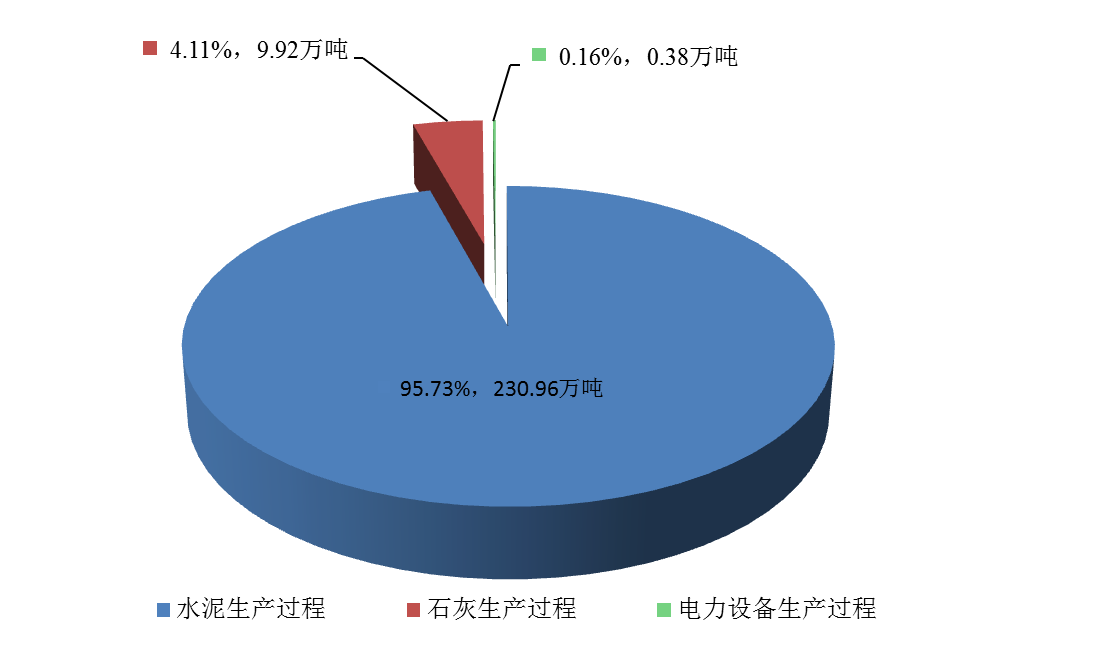 4.11%，9.92万吨
0.16%，0.38万吨
95.73%，230.96万吨
水泥生产过程
石灰生产过程
电力设备生产过程